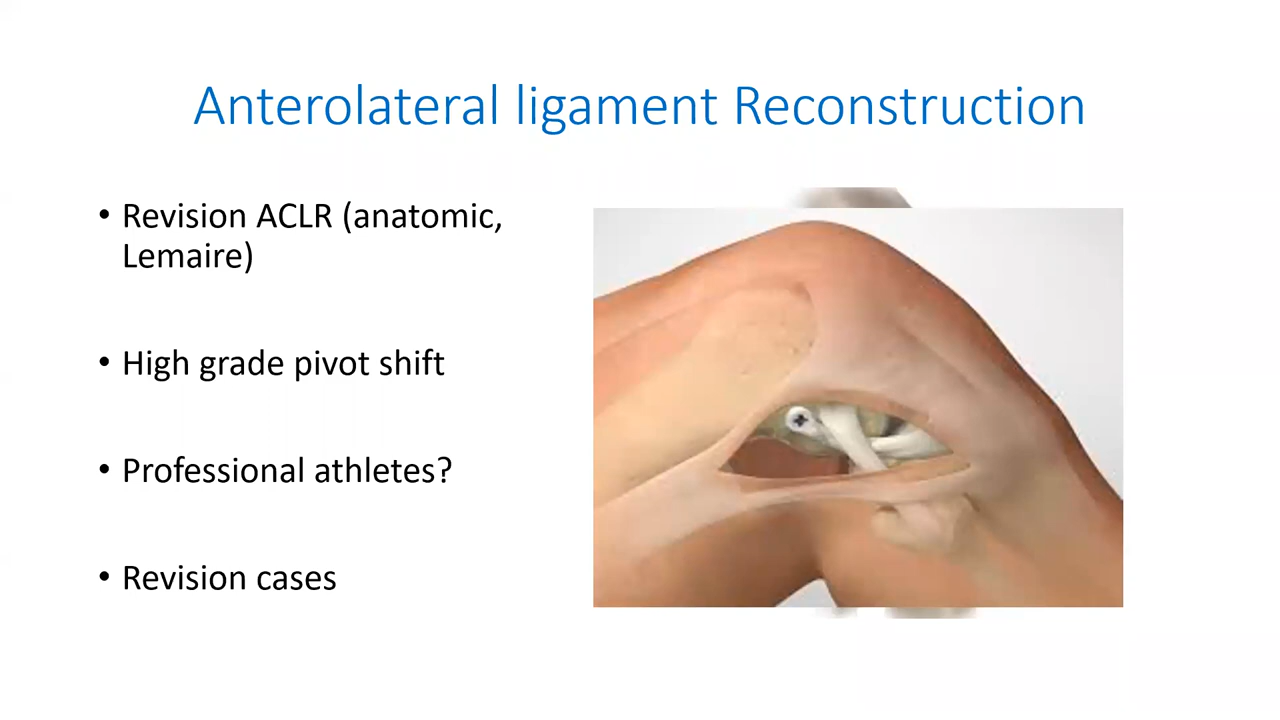 Anterolateral ligament Reconstruction
• Revision ACLR (anatomic,
Lemaire)
• High grade pivot shift
• Professional athletes?
• Revision cases